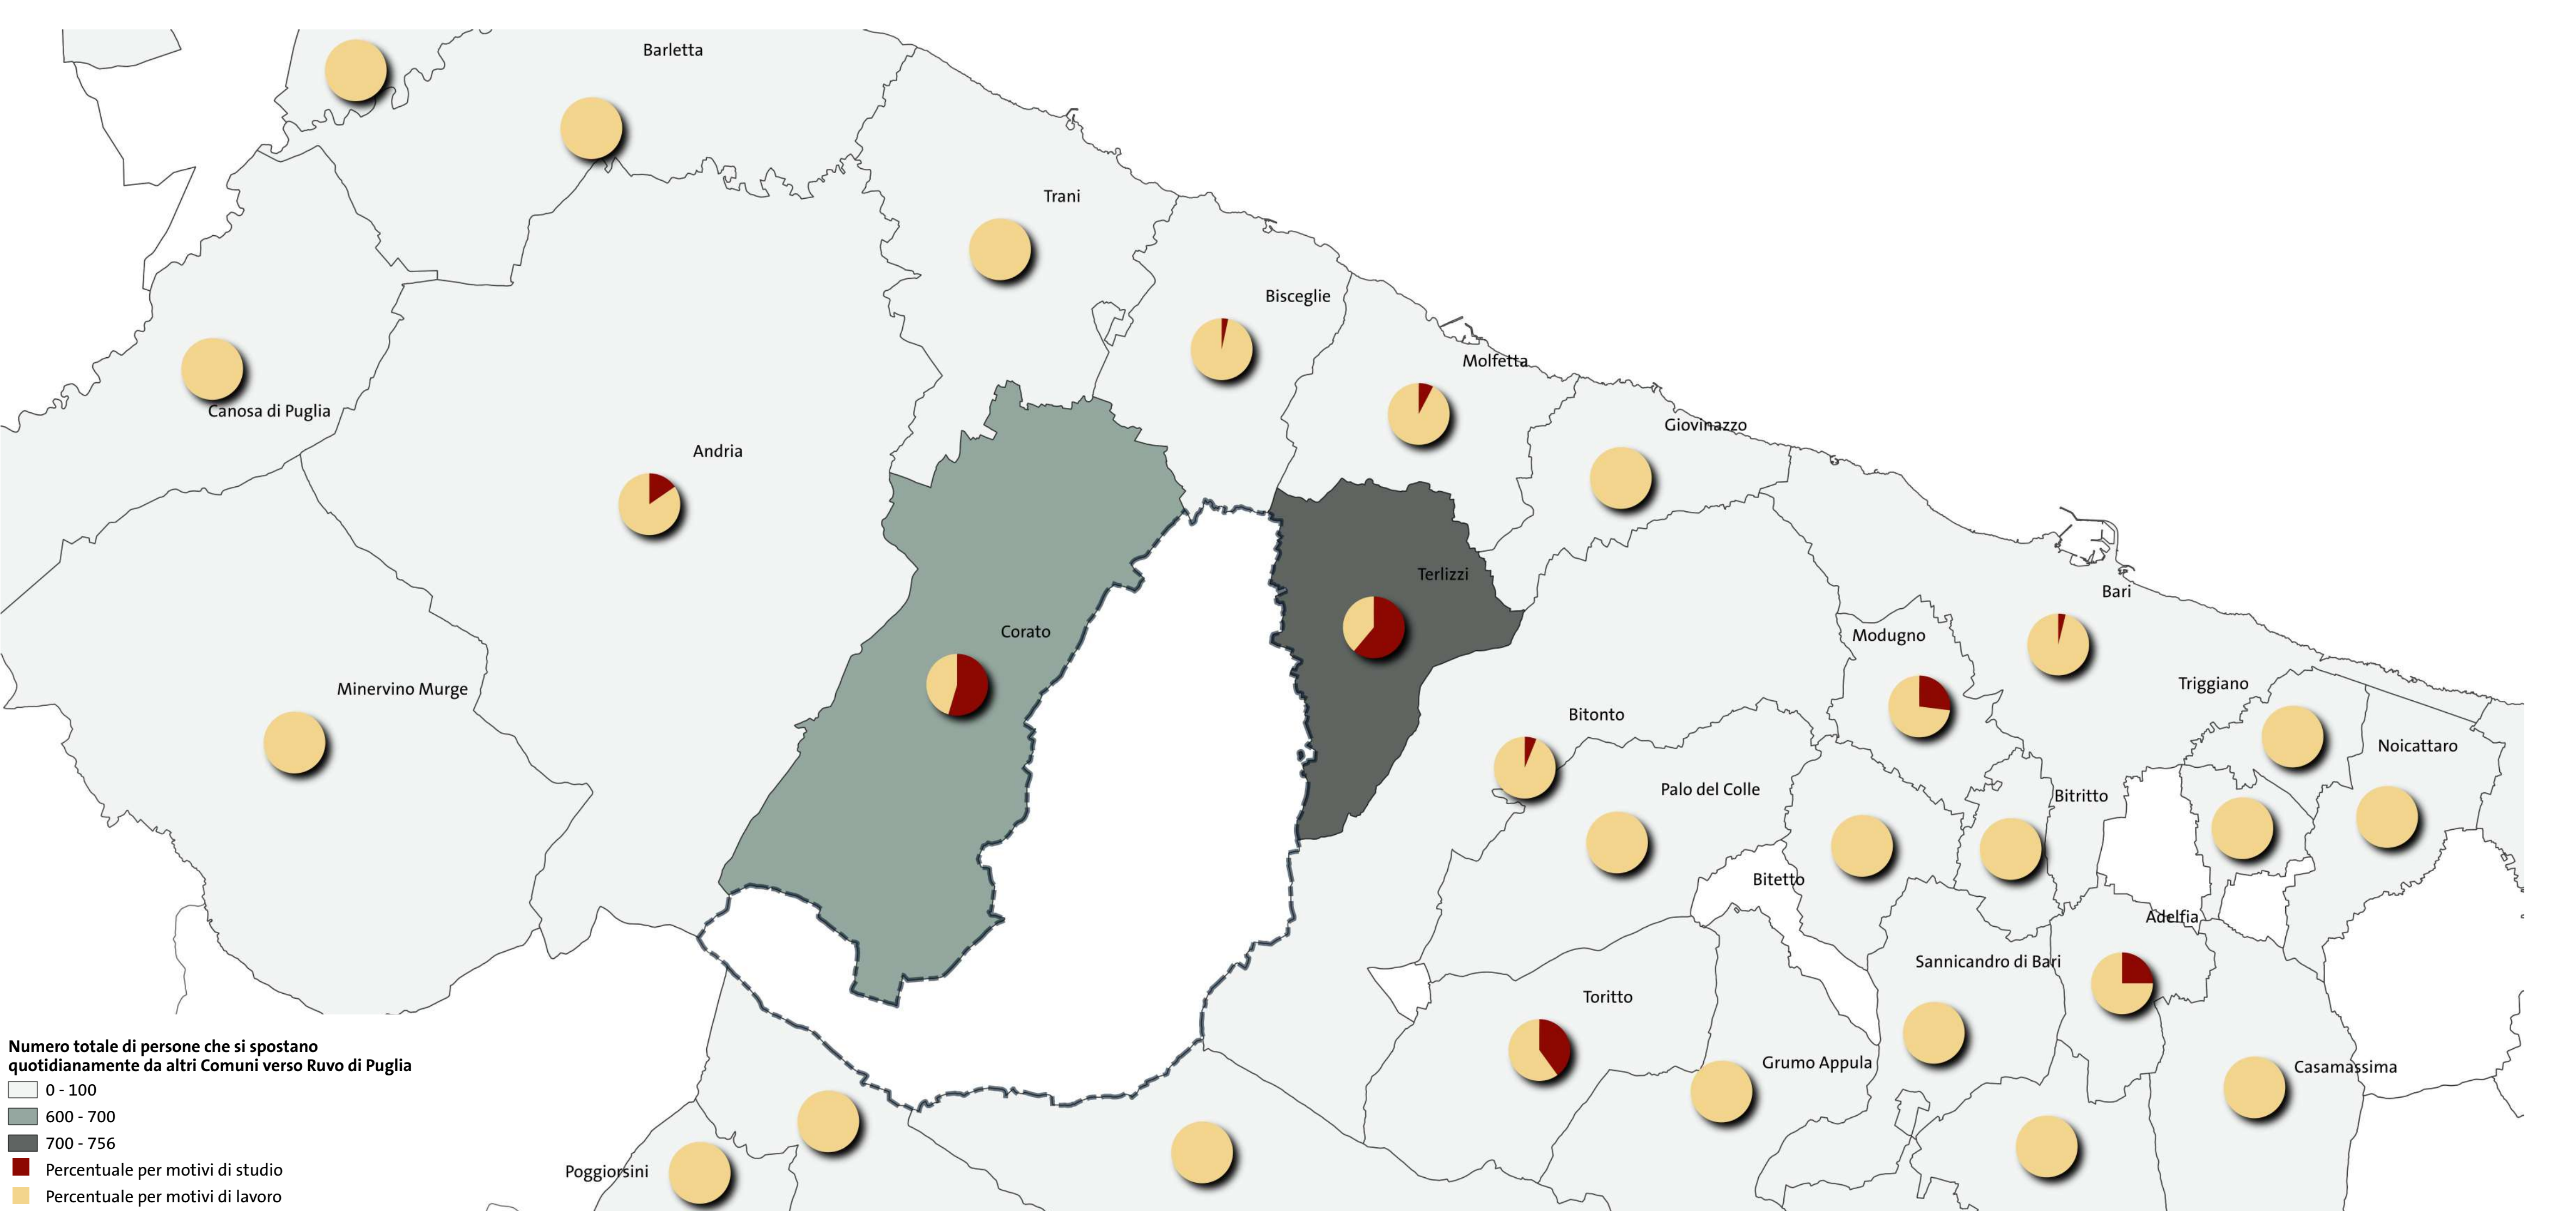 Barletta
Trani
Bisceglie
Molfetta
Canosa di Puglia
Giovinazzo
Andria
Terlizzi
Bari
Corato
Modugno
Triggiano
Minervino Murge
Bitonto
Noicattaro
Palo del Colle
Bitritto
Bitetto
Adelfia
Sannicandro di Bari
Toritto
Grumo Appula
Casamassima
Poggiorsini
Numero totale di persone che si spostano
quotidianamente da altri Comuni verso Ruvo di Puglia
0 - 100
600 - 700
700 - 756
Percentuale per motivi di studio
Percentuale per motivi di lavoro